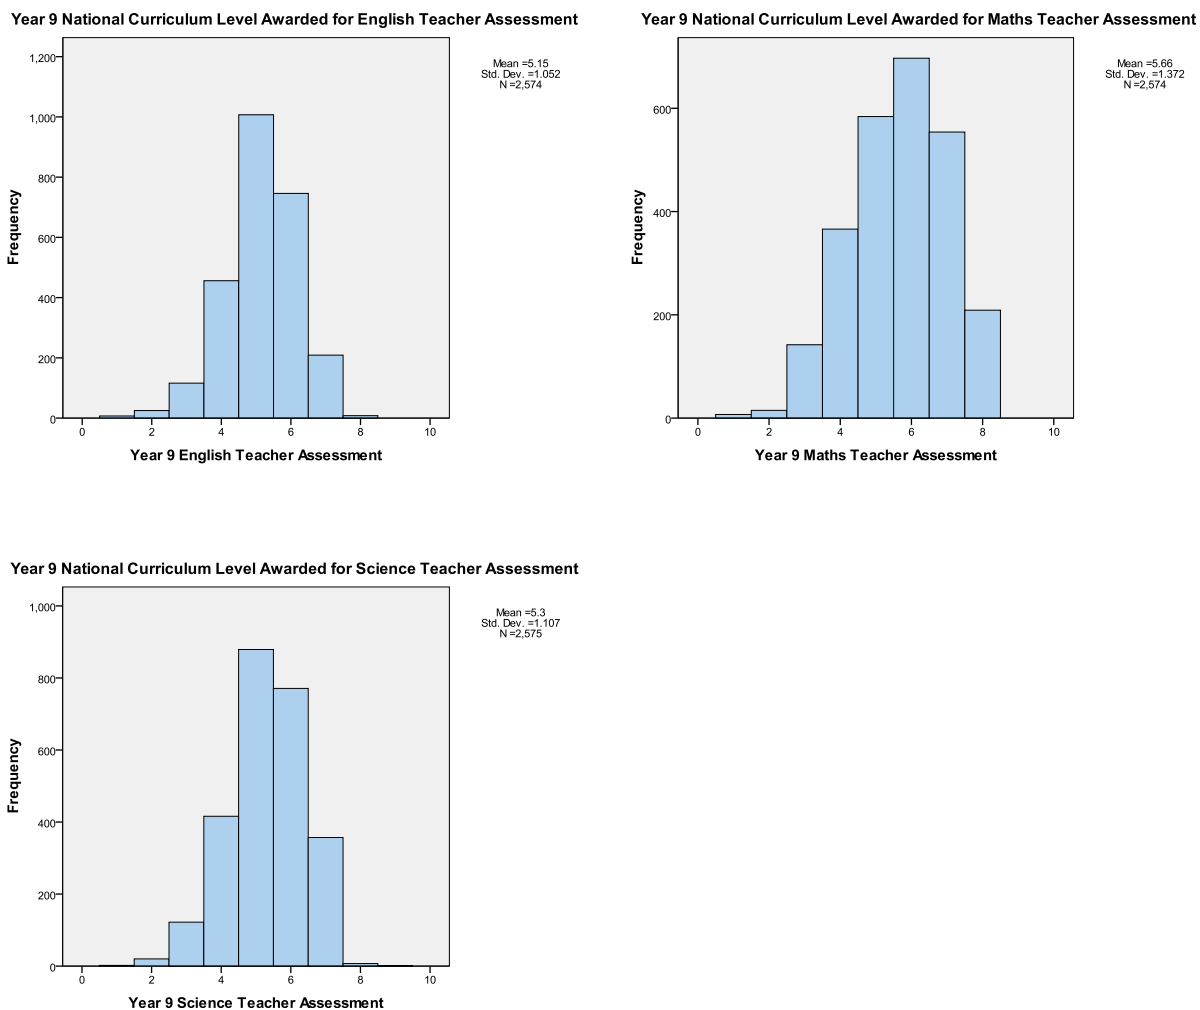 Year 9 National Curriculum Level Awarded for English Teacher Assessment
Mean =5.15
Std. Dev. =1.052
N =2,574
1,200
1,000
800
600
400
200
0
Frequency
0 2 4 6 8 10
Year 9 English Teacher Assessment
Year 9 National Curriculum Level Awarded for Maths Teacher Assessment
Mean =5.66
Std. Dev. =1.372
N =2,574
600
400
200
0
Frequency
0 2 4 6 8 10
Year 9 Maths Teacher Assessment
Year 9 National Curriculum Level Awarded for Science Teacher Assessment
Mean =5.3
Std. Dev. =1.107
N =2,575
1,000
800
600
400
200
0
Frequency
0 2 4 6 8 10
Year 9 Science Teacher Assessment